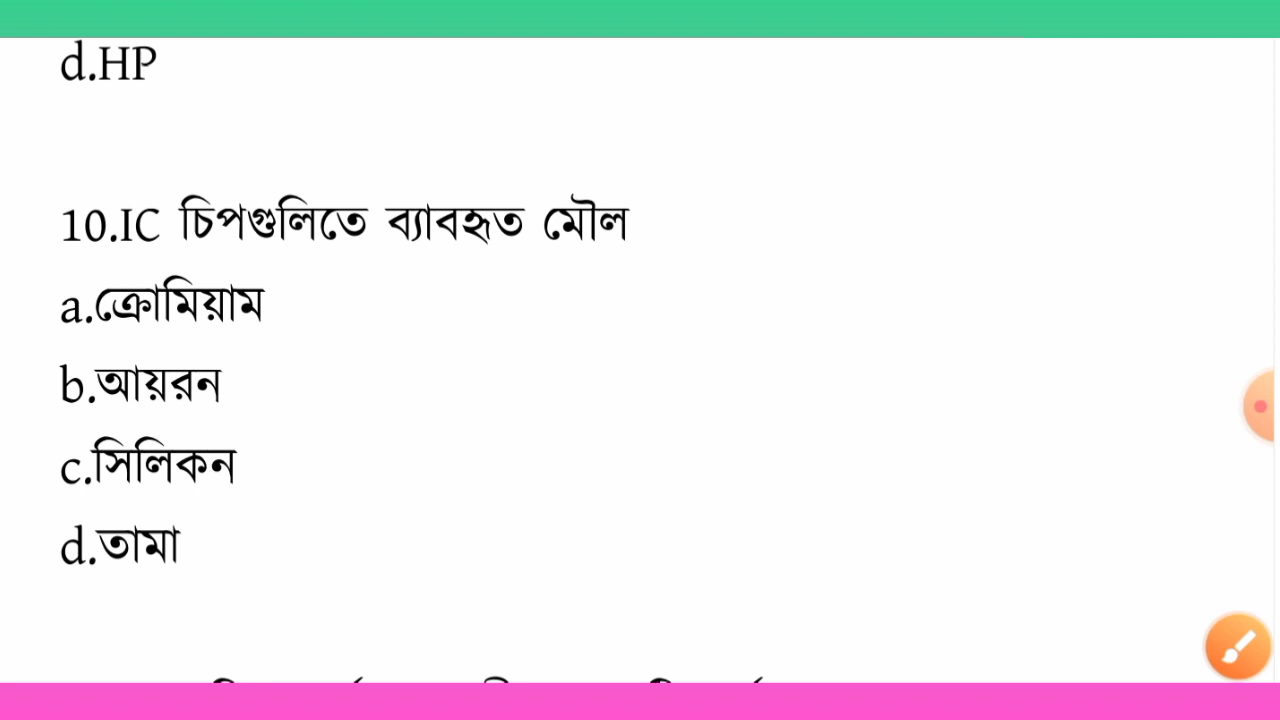 d.HP
10.IC চিপগুলিতে ব্যাবহৃত মৌল
a.ক্রোমিয়াম
b.আয়রন
c.সিলিকন
d.তামা